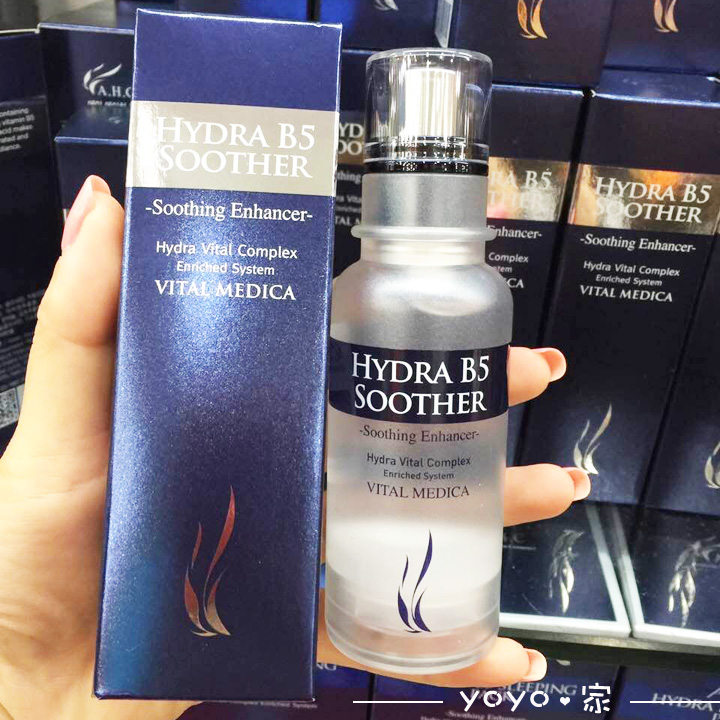 HYDRA B5
SOOTHER
-Soothing Enhancer-
Hydra Vital Complex
Enriched System
VITAL MEDICA
HYDRA B5
SOOTHER
-Soothing Enhancer-
Hydra Vital Complex
Enriched System
VITAL MEDICA
HYDRA B5
SOOTHER
-Soothing Enhancer-
Hydra Vital Complex
Enriched System
VITAL MEDICA
A.H.C
SLEEPING
yoyo♥家